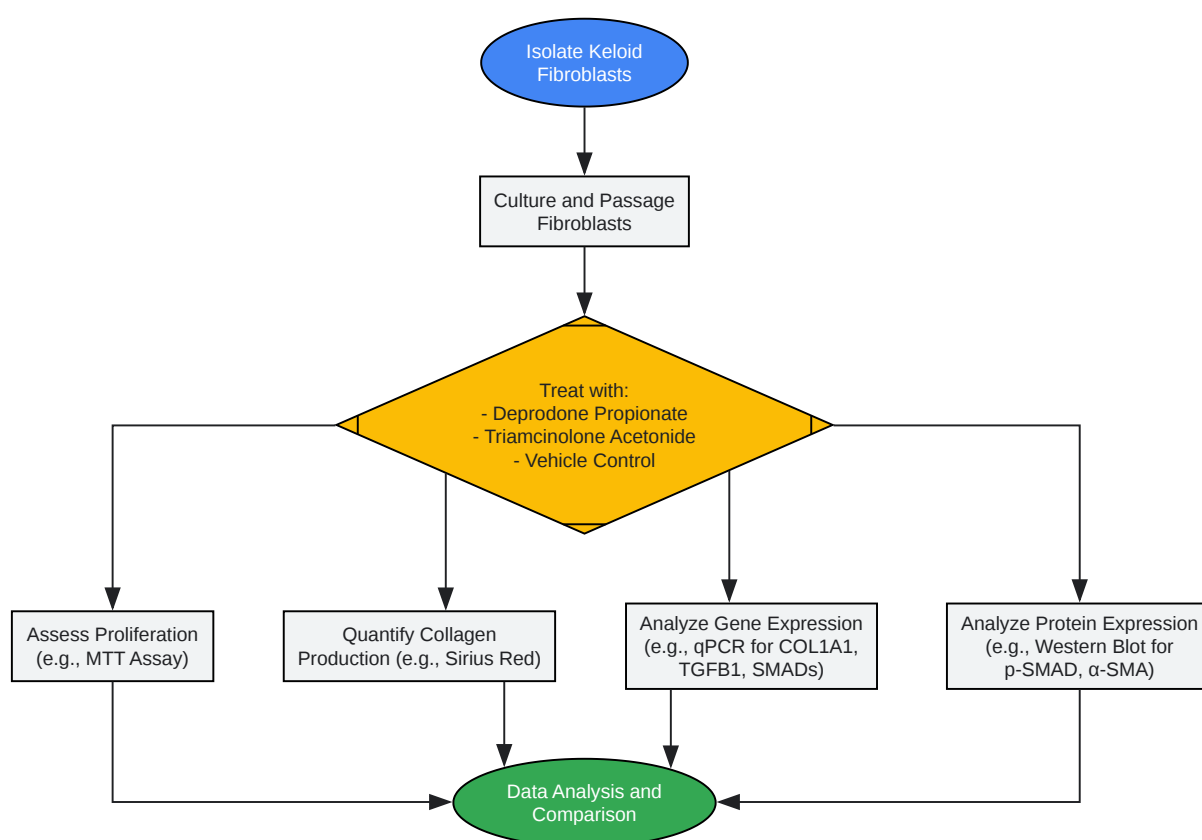 Isolate Keloid
Fibroblasts
Culture and Passage
Fibroblasts
Treat with:
- Deprodone Propionate
- Triamcinolone Acetonide
- Vehicle Control
Assess Proliferation
(e.g., MTT Assay)
Quantify Collagen
Production (e.g., Sirius Red)
Analyze Gene Expression
(e.g., qPCR for COL1A1,
TGFB1, SMADs)
Analyze Protein Expression
(e.g., Western Blot for
p-SMAD, α-SMA)
Data Analysis and
Comparison